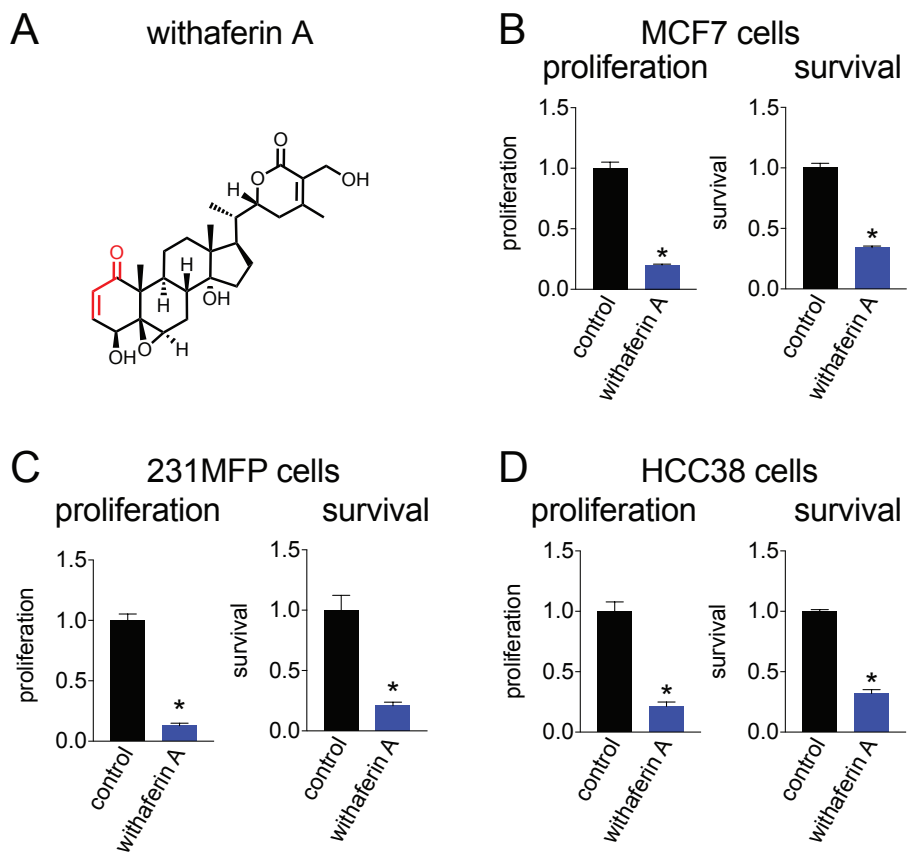 A
withaferin A
O
O
OH
H
O
H
H
H
OH
OH
O
H
B
MCF7 cells
proliferation
survival
proliferation
1.5
1.0
0.5
0.0
*
control
withaferin A
survival
1.5
1.0
0.5
0.0
*
control
withaferin A
C
231MFP cells
proliferation
survival
proliferation
1.5
1.0
0.5
0.0
*
control
withaferin A
survival
1.5
1.0
0.5
0.0
*
control
withaferin A
D
HCC38 cells
proliferation
survival
proliferation
1.5
1.0
0.5
0.0
*
control
withaferin A
survival
1.5
1.0
0.5
0.0
*
control
withaferin A